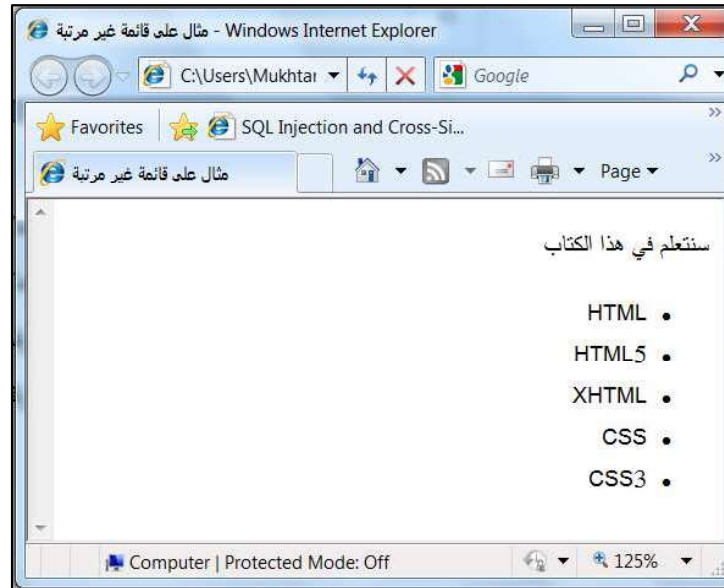 مثال على قائمة غير مرتبة - Windows Internet Explorer
C:\Users\Mukhtar
Google
Favorites
SQL Injection and Cross-Si...
مثال على قائمة غير مرتبة
Page
سنتعلم في هذا الكتاب
• HTML
• HTML5
• XHTML
• CSS
• CSS3
Computer | Protected Mode: Off
125%